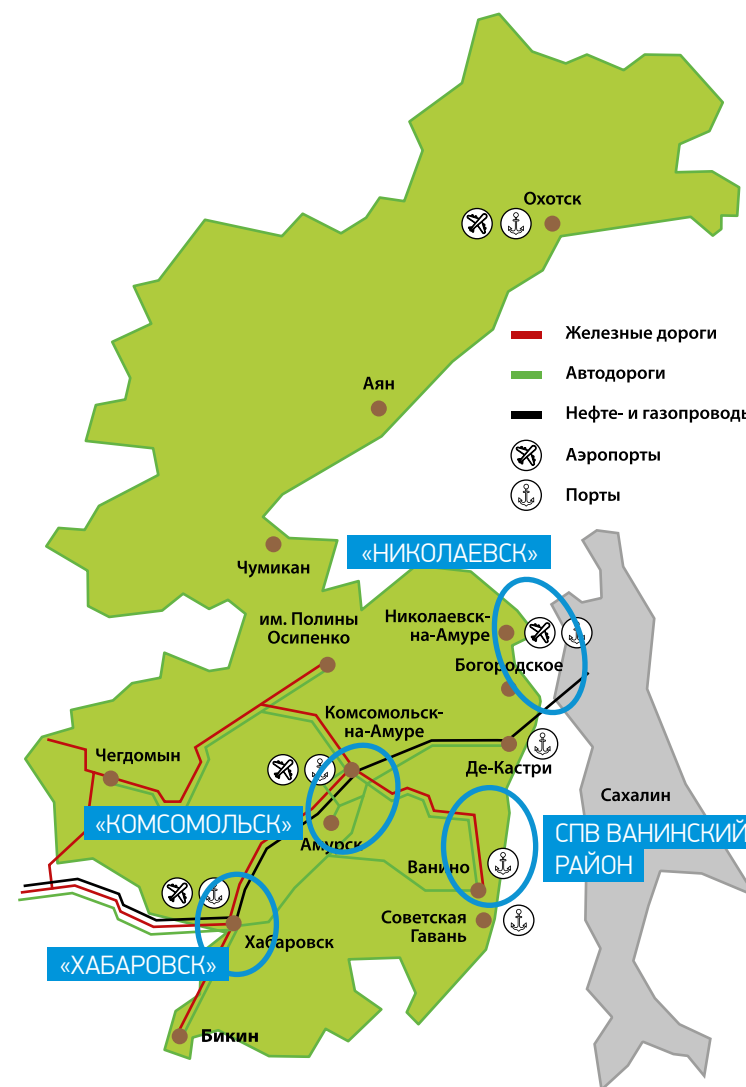 Охотск
Железные дороги
Автодороги
Аян
Нефте- и газопроводы
Аэропорты
Порты
«НИКОЛАЕВСК»
Чумикан
им. Полины
Осипенко
Николаевск-
на-Амуре
Богородское
Комсомольск-
на-Амуре
Чегдомын
Де-Кастри
Сахалин
«КОМСОМОЛЬСК»
Амурск
СПВ ВАНИНСКИЙ
РАЙОН
Ванино
Советская
Гавань
Хабаровск
«ХАБАРОВСК»
Бикин